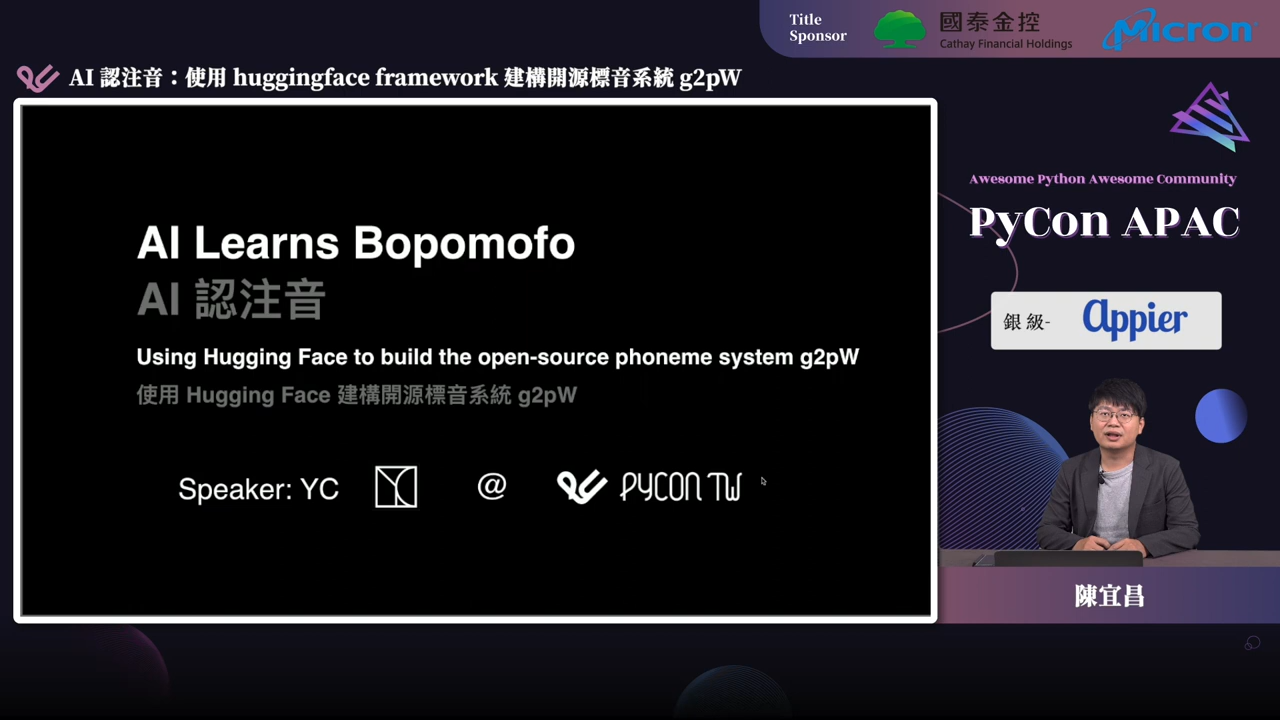 Title
Sponsor
國泰金控
Cathay Financial Holdings
Micron
AI 認注音：使用 huggingface framework 建構開源標音系統 g2pW
AI Learns Bopomofo
AI 認注音
Using Hugging Face to build the open-source phoneme system g2pW
使用 Hugging Face 建構開源標音系統 g2pW
Speaker: YC @ PYCON TW
Awesome Python Awesome Community
PyCon APAC
銀級- appier
陳宜昌